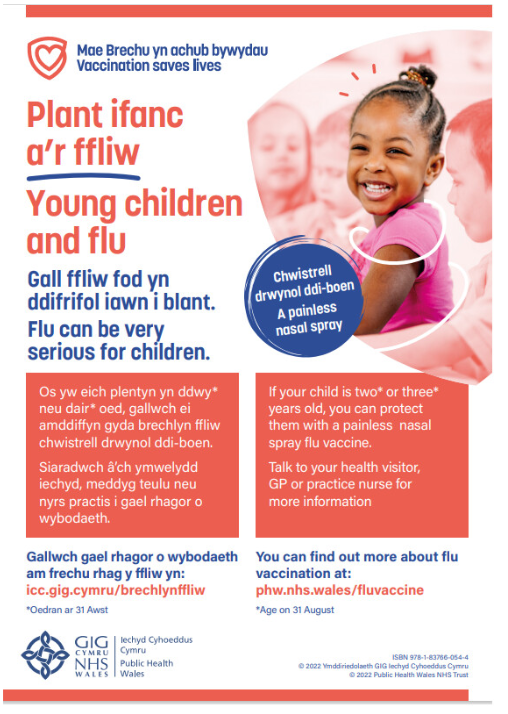 Mae Brechu yn achub bywydau
Vaccination saves lives
Plant ifanc
a'r ffliw
Young children
and flu
Gall ffliw fod yn
ddifrifol iawn i blant.
Flu can be very
serious for children.
Chwistrell
drwynol ddi-boen
A painless
nasal spray
Os yw eich plentyn yn ddwy*
neu dair* oed, gallwch ei
amddiffyn gyda brechlyn ffliw
chwistrell drwynol ddi-boen.
Siaradwch â'ch ymwelydd
iechyd, meddyg teulu neu
nyrs practis i gael rhagor o
wybodaeth.
If your child is two* or three*
years old, you can protect
them with a painless nasal
spray flu vaccine.
Talk to your health visitor,
GP or practice nurse for
more information
Gallwch gael rhagor o wybodaeth
am frechu rhag y ffliw yn:
icc.gig.cymru/brechlynffliw
*Oedran ar 31 Awst
You can find out more about flu
vaccination at:
phw.nhs.wales/fluvaccine
*Age on 31 August
GIG
CYMRU
NHS
WALES
Iechyd Cyhoeddus
Cymru
Public Health
Wales
ISBN 978-1-83766-054-4
© 2022 Ymddiriedolaeth GIG Iechyd Cyhoeddus Cymru
© 2022 Public Health Wales NHS Trust